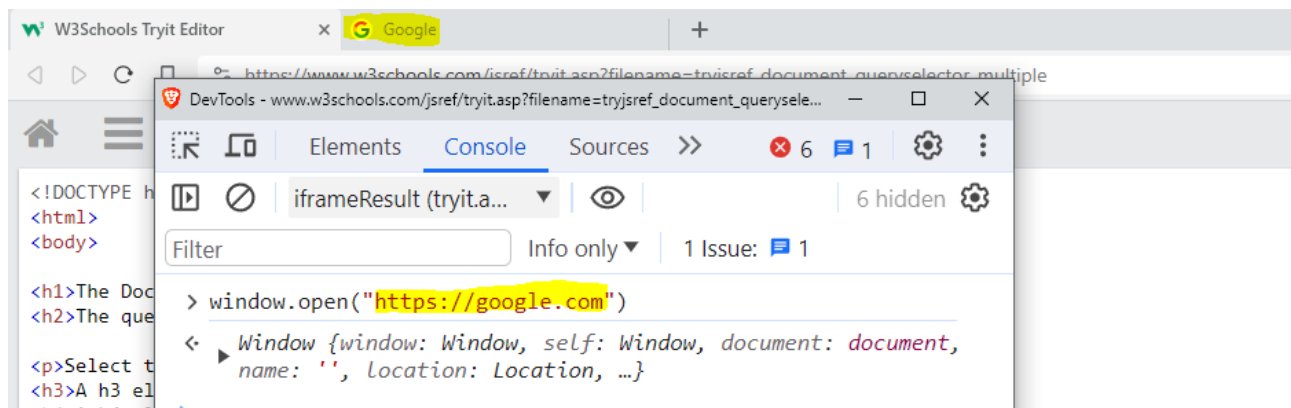 W3Schools Tryit Editor
Google
https://www.w3schools.com/jsref/tryit.asp?filename=tryjsref_document_queryselector_multiple
DevTools - www.w3schools.com/jsref/tryit.asp?filename=tryjsref_document_queryse...
Elements Console Sources 6 1
iframeResult (tryit.a... 6 hidden
Filter Info only 1 Issue: 1
<!DOCTYPE h
<html>
<body>
<h1>The Doc
<h2>The que
<p>Select t
<h3>A h3 el
> window.open("https://google.com")
Window {window: Window, self: Window, document: document,
name: '', location: Location, …}